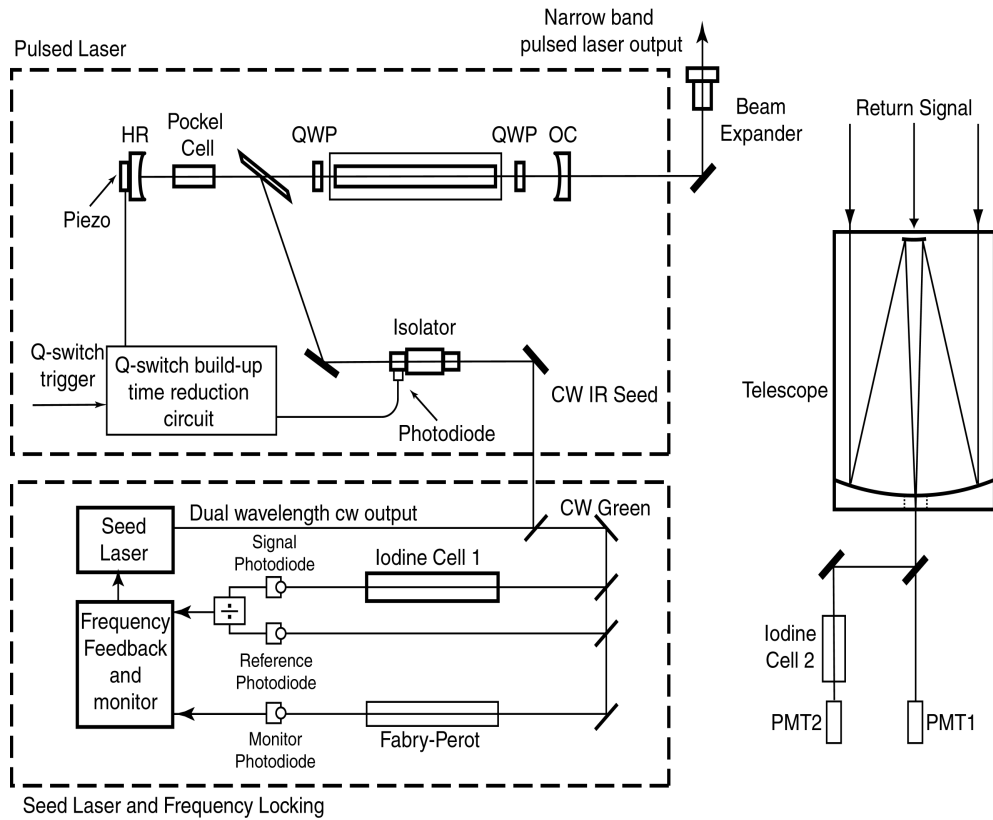 Narrow band
pulsed laser output
Pulsed Laser
Beam
Expander
Return Signal
HR
Pockel
Cell
QWP
QWP
OC
Piezo
Isolator
Q-switch
trigger
Q-switch build-up
time reduction
circuit
CW IR Seed
Photodiode
Telescope
Seed
Laser
Dual wavelength cw output
CW Green
Signal
Photodiode
Iodine Cell 1
÷
Frequency
Feedback
and
monitor
Reference
Photodiode
Iodine
Cell 2
Monitor
Photodiode
Fabry-Perot
PMT2
PMT1
Seed Laser and Frequency Locking